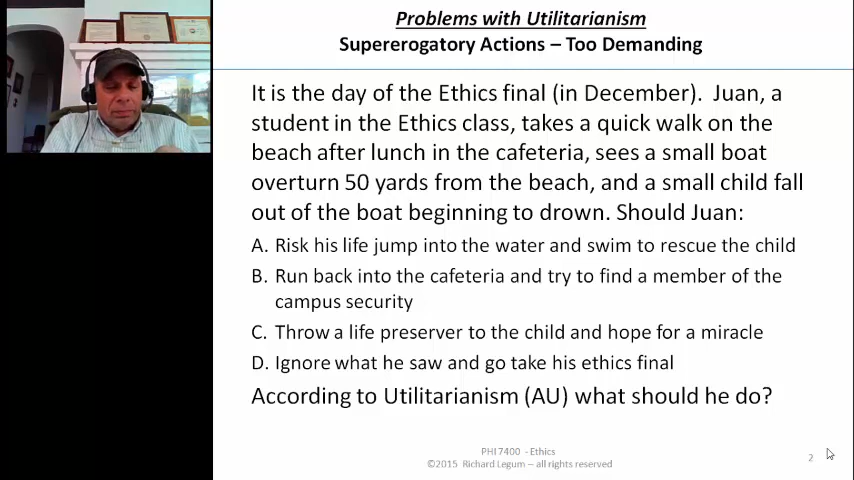 Problems with Utilitarianism
Supererogatory Actions – Too Demanding
It is the day of the Ethics final (in December).  Juan, a
student in the Ethics class, takes a quick walk on the
beach after lunch in the cafeteria, sees a small boat
overturn 50 yards from the beach, and a small child fall
out of the boat beginning to drown. Should Juan:
A. Risk his life jump into the water and swim to rescue the child
B. Run back into the cafeteria and try to find a member of the
campus security
C. Throw a life preserver to the child and hope for a miracle
D. Ignore what he saw and go take his ethics final
According to Utilitarianism (AU) what should he do?
PHI 7400 - Ethics
©2015 Richard Legum – all rights reserved
2